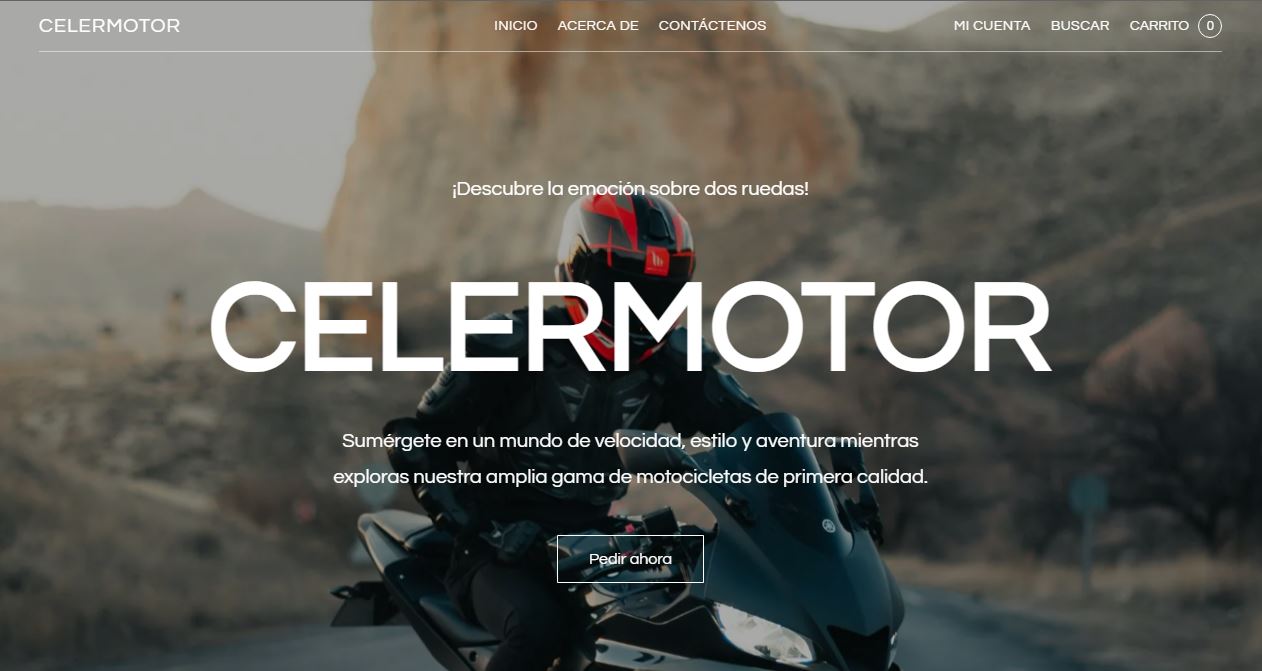 CELERMOTOR
INICIO ACERCA DE CONTÁCTENOS
MI CUENTA BUSCAR CARRITO 0
¡Descubre la emoción sobre dos ruedas!
CELERMOTOR
Sumérgete en un mundo de velocidad, estilo y aventura mientras
exploras nuestra amplia gama de motocicletas de primera calidad.
Pedir ahora